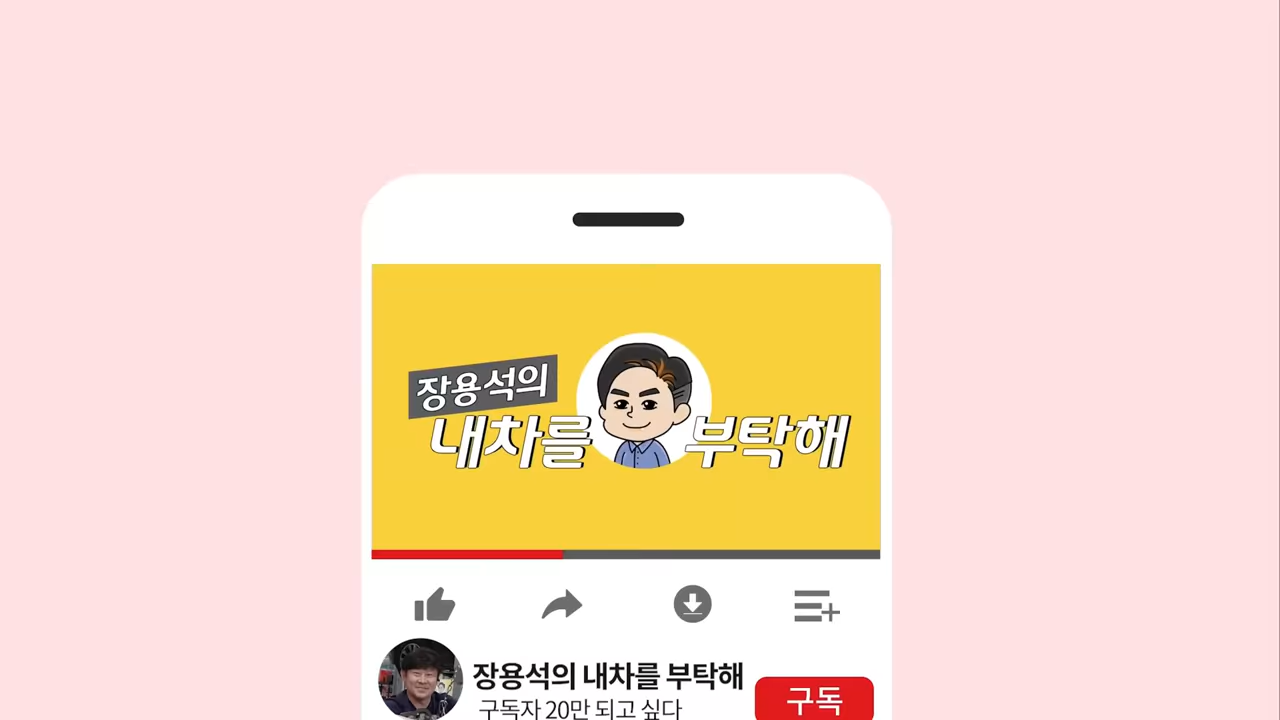 장용석의
내차를 부탁해
장용석의 내차를 부탁해
구독자 20만 되고 싶다
구독